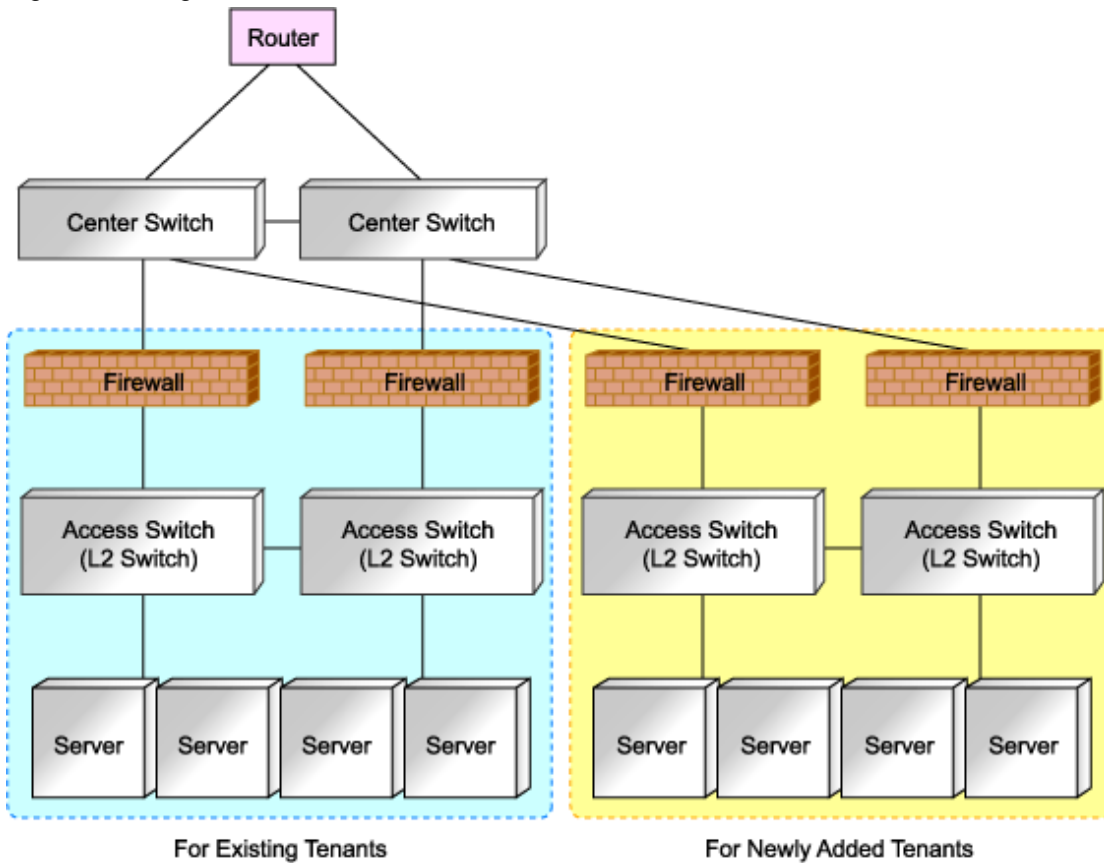 Router
Center Switch
Center Switch
Firewall
Firewall
Firewall
Firewall
Access Switch
(L2 Switch)
Access Switch
(L2 Switch)
Access Switch
(L2 Switch)
Access Switch
(L2 Switch)
Server
Server
Server
Server
Server
Server
Server
Server
For Existing Tenants
For Newly Added Tenants